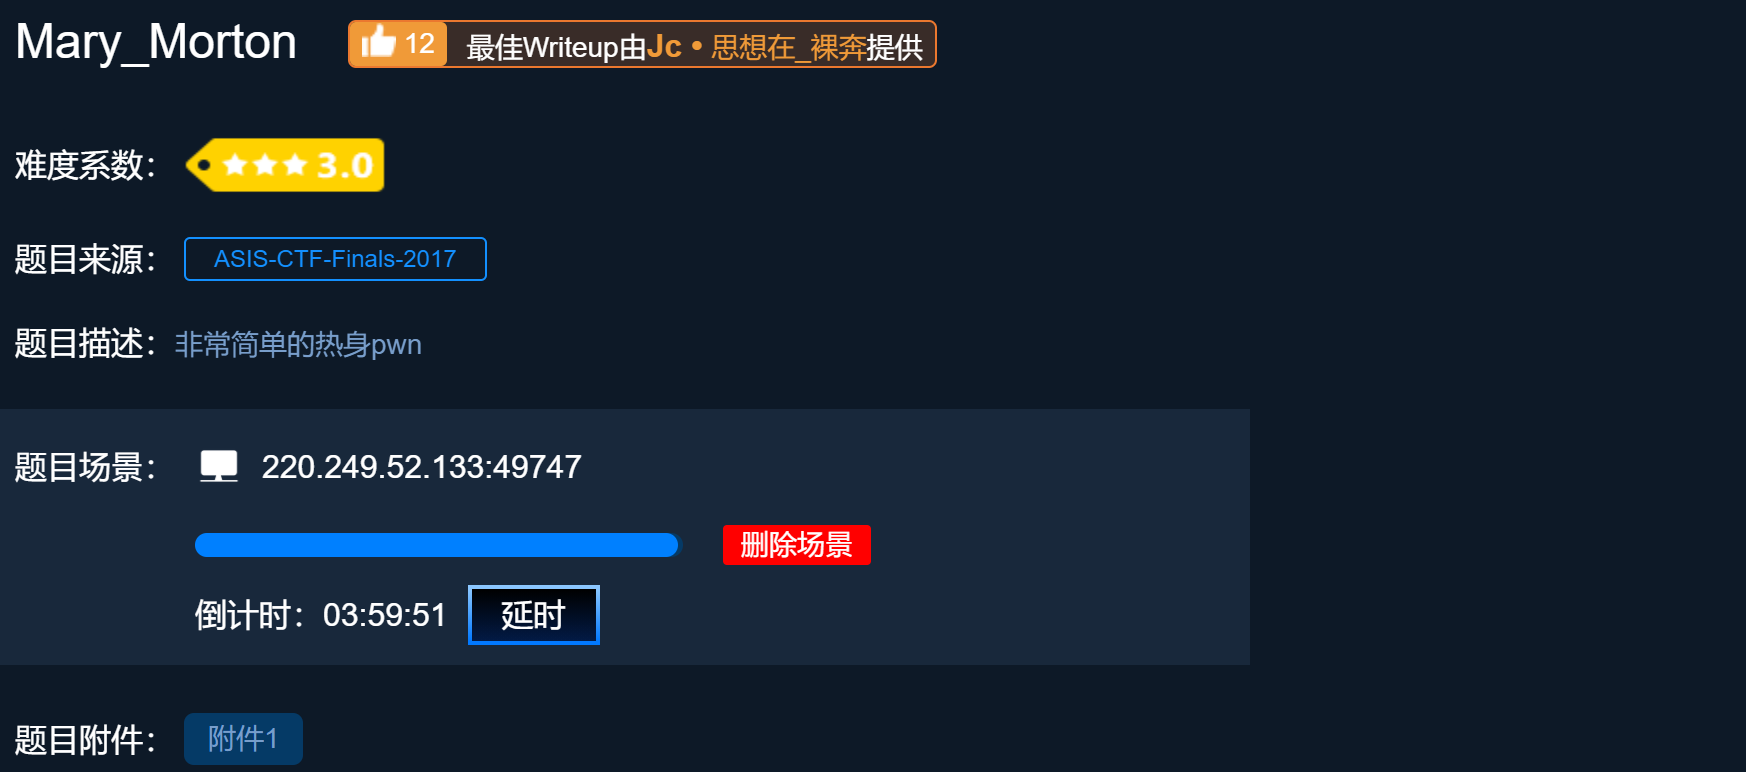 Mary_Morton 12 最佳Writeup由Jc • 思想在_裸奔提供
难度系数： 3.0
题目来源： ASIS-CTF-Finals-2017
题目描述：非常简单的热身pwn
题目场景： 220.249.52.133:49747
删除场景
倒计时：03:59:51 延时
题目附件： 附件1